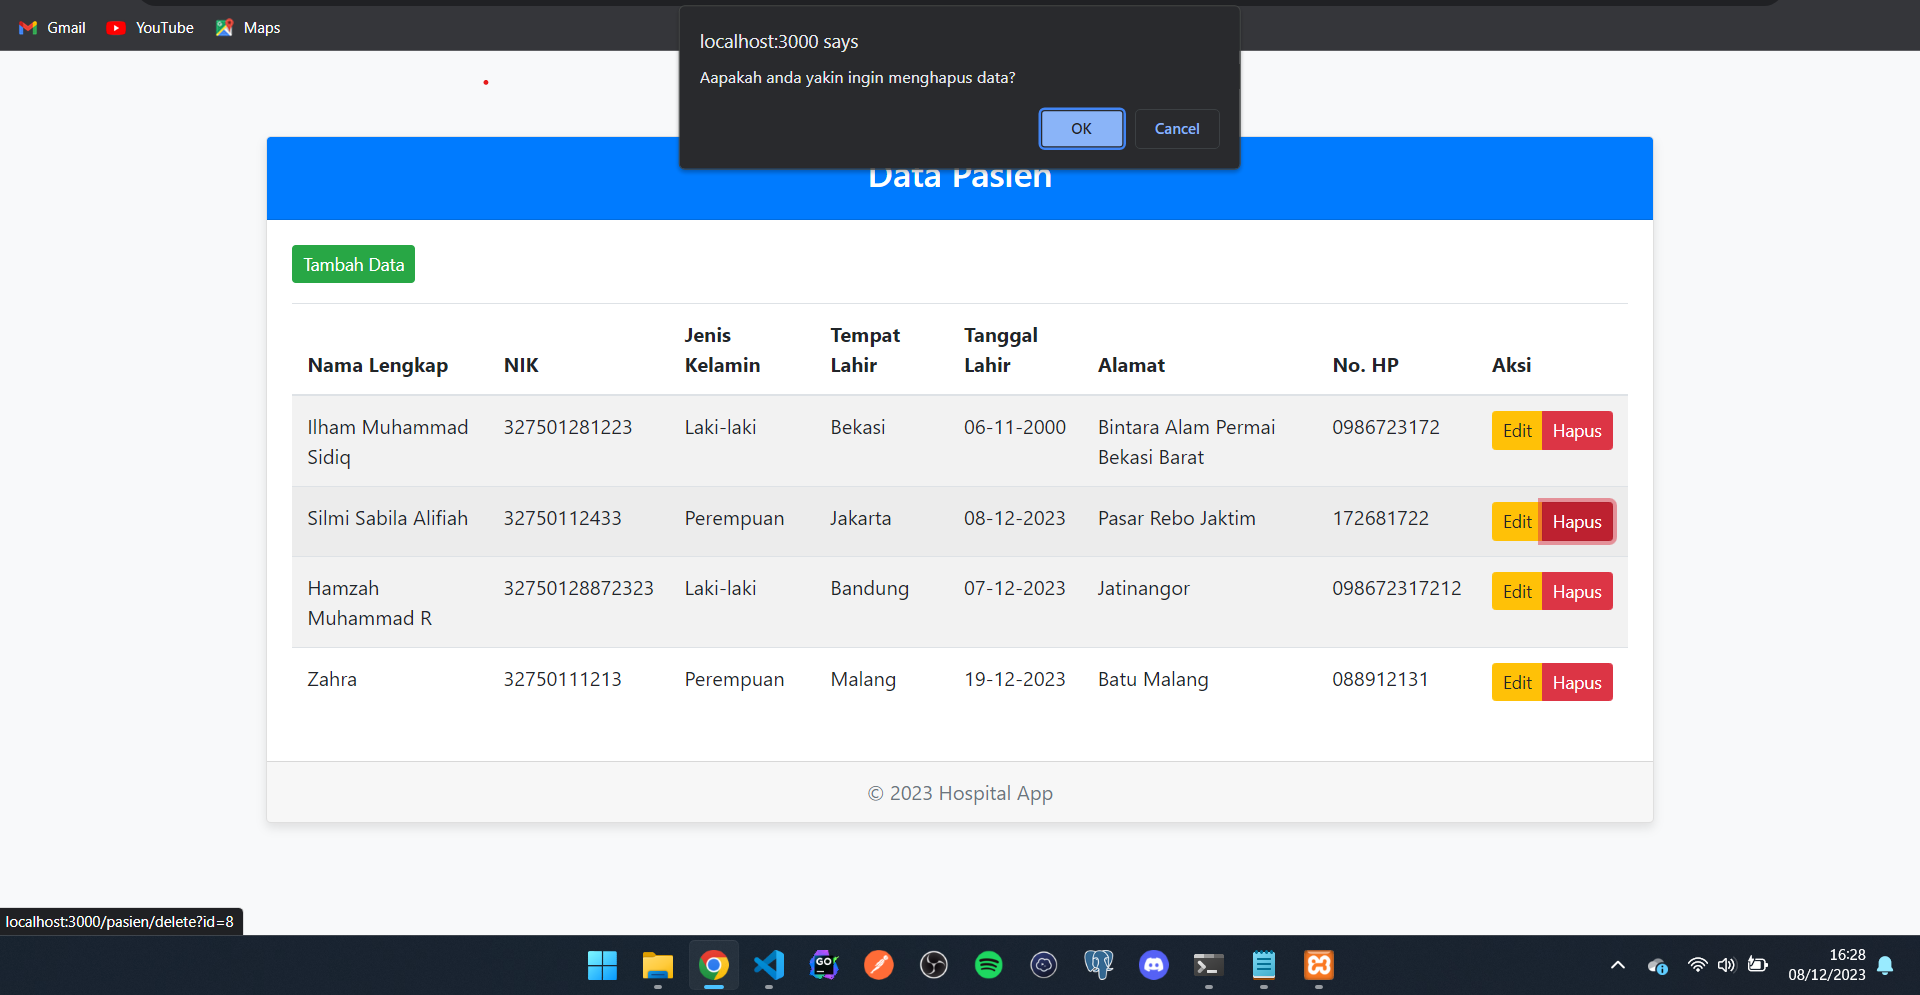 Gmail YouTube Maps
localhost:3000 says
Aapakah anda yakin ingin menghapus data?
OK Cancel
Data Pasien
Tambah Data
Nama Lengkap NIK Jenis Kelamin Tempat Lahir Tanggal Lahir Alamat No. HP Aksi
Ilham Muhammad Sidiq 327501281223 Laki-laki Bekasi 06-11-2000 Bintara Alam Permai Bekasi Barat 0986723172 Edit Hapus
Silmi Sabila Alifiah 32750112433 Perempuan Jakarta 08-12-2023 Pasar Rebo Jaktim 172681722 Edit Hapus
Hamzah Muhammad R 32750128872323 Laki-laki Bandung 07-12-2023 Jatinangor 098672317212 Edit Hapus
Zahra 32750111213 Perempuan Malang 19-12-2023 Batu Malang 088912131 Edit Hapus
© 2023 Hospital App
localhost:3000/pasien/delete?id=8
GO
16:28
08/12/2023